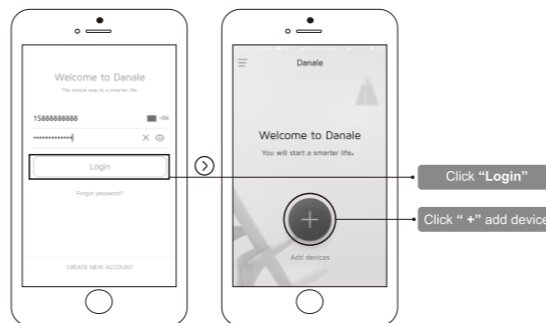 Welcome to Danale
The simple way to a smarter life.
15888888888 +86
•••••••••••••
Login
Forgot password?
CREATE NEW ACCOUNT
Danale
Welcome to Danale
You will start a smarter life.
+
Add devices
Click “Login”
Click “ +” add device